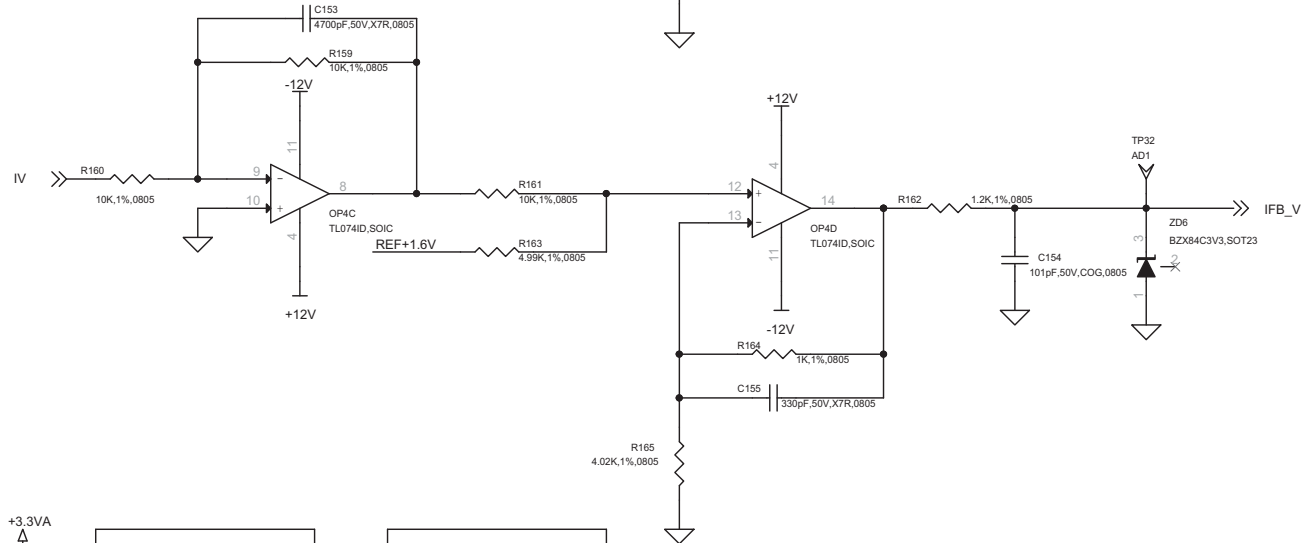 C153
4700pF,50V,X7R,0805
R159
10K,1%,0805
-12V
11
IV
R160
10K,1%,0805
9
10
8
4
OP4C
TL074ID,SOIC
+12V
R161
10K,1%,0805
REF+1.6V
R163
4.99K,1%,0805
+12V
4
12
13
14
11
OP4D
TL074ID,SOIC
-12V
R162
1.2K,1%,0805
TP32
AD1
IFB_V
ZD6
BZX84C3V3,SOT23
3
2
1
C154
101pF,50V,COG,0805
R164
1K,1%,0805
C155
330pF,50V,X7R,0805
R165
4.02K,1%,0805
+3.3VA